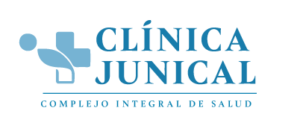 CLÍNICA
JUNICAL
COMPLEJO INTEGRAL DE SALUD